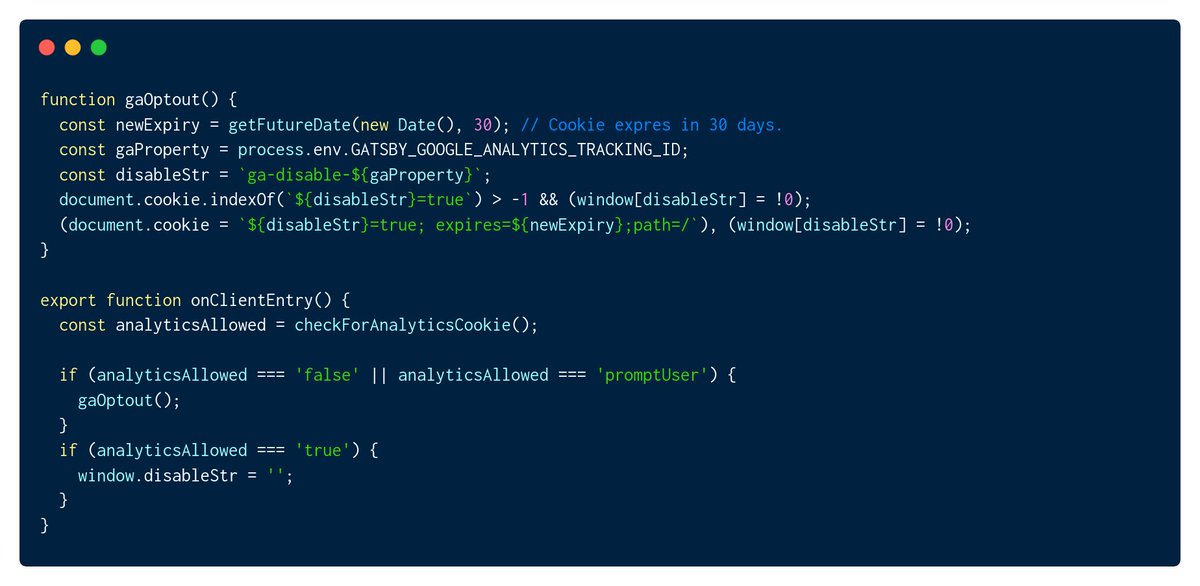 function gaOptout() {
  const newExpiry = getFutureDate(new Date(), 30); // Cookie expres in 30 days.
  const gaProperty = process.env.GATSBY_GOOGLE_ANALYTICS_TRACKING_ID;
  const disableStr = `ga-disable-${gaProperty}`;
  document.cookie.indexOf(`${disableStr}=true`) > -1 && (window[disableStr] = !0);
  (document.cookie = `${disableStr}=true; expires=${newExpiry};path=/`), (window[disableStr] = !0);
}

export function onClientEntry() {
  const analyticsAllowed = checkForAnalyticsCookie();

  if (analyticsAllowed === 'false' || analyticsAllowed === 'promptUser') {
    gaOptout();
  }
  if (analyticsAllowed === 'true') {
    window.disableStr = '';
  }
}